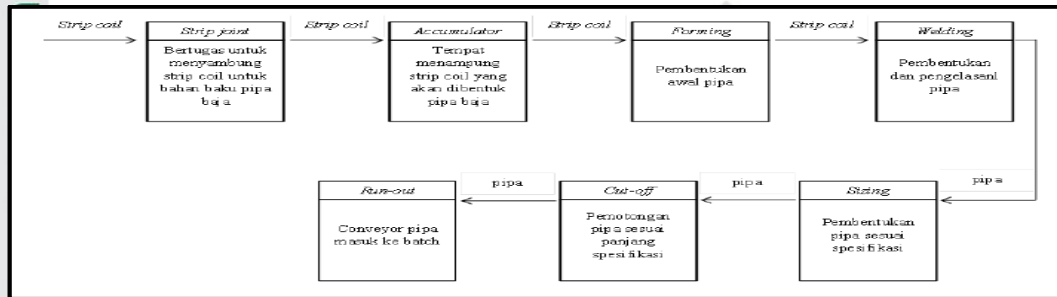 Strip coil
Strip joint
Bertugas untuk
menyambung
strip coil untuk
bahan baku pipa
baja
Strip coil
Accumulator
Tempat
menampung
strip coil yang
akan dibentuk
pipa baja
Strip coil
Forming
Pembentukan
awal pipa
Strip coil
Welding
Pembentukan
dan pengelasanl
pipa
pipa
Sizing
Pembentukan
pipa sesuai
spesifikasi
pipa
Cut-off
Pemotongan
pipa sesuai
panjang
spesifikasi
pipa
Run-out
Conveyor pipa
masuk ke batch